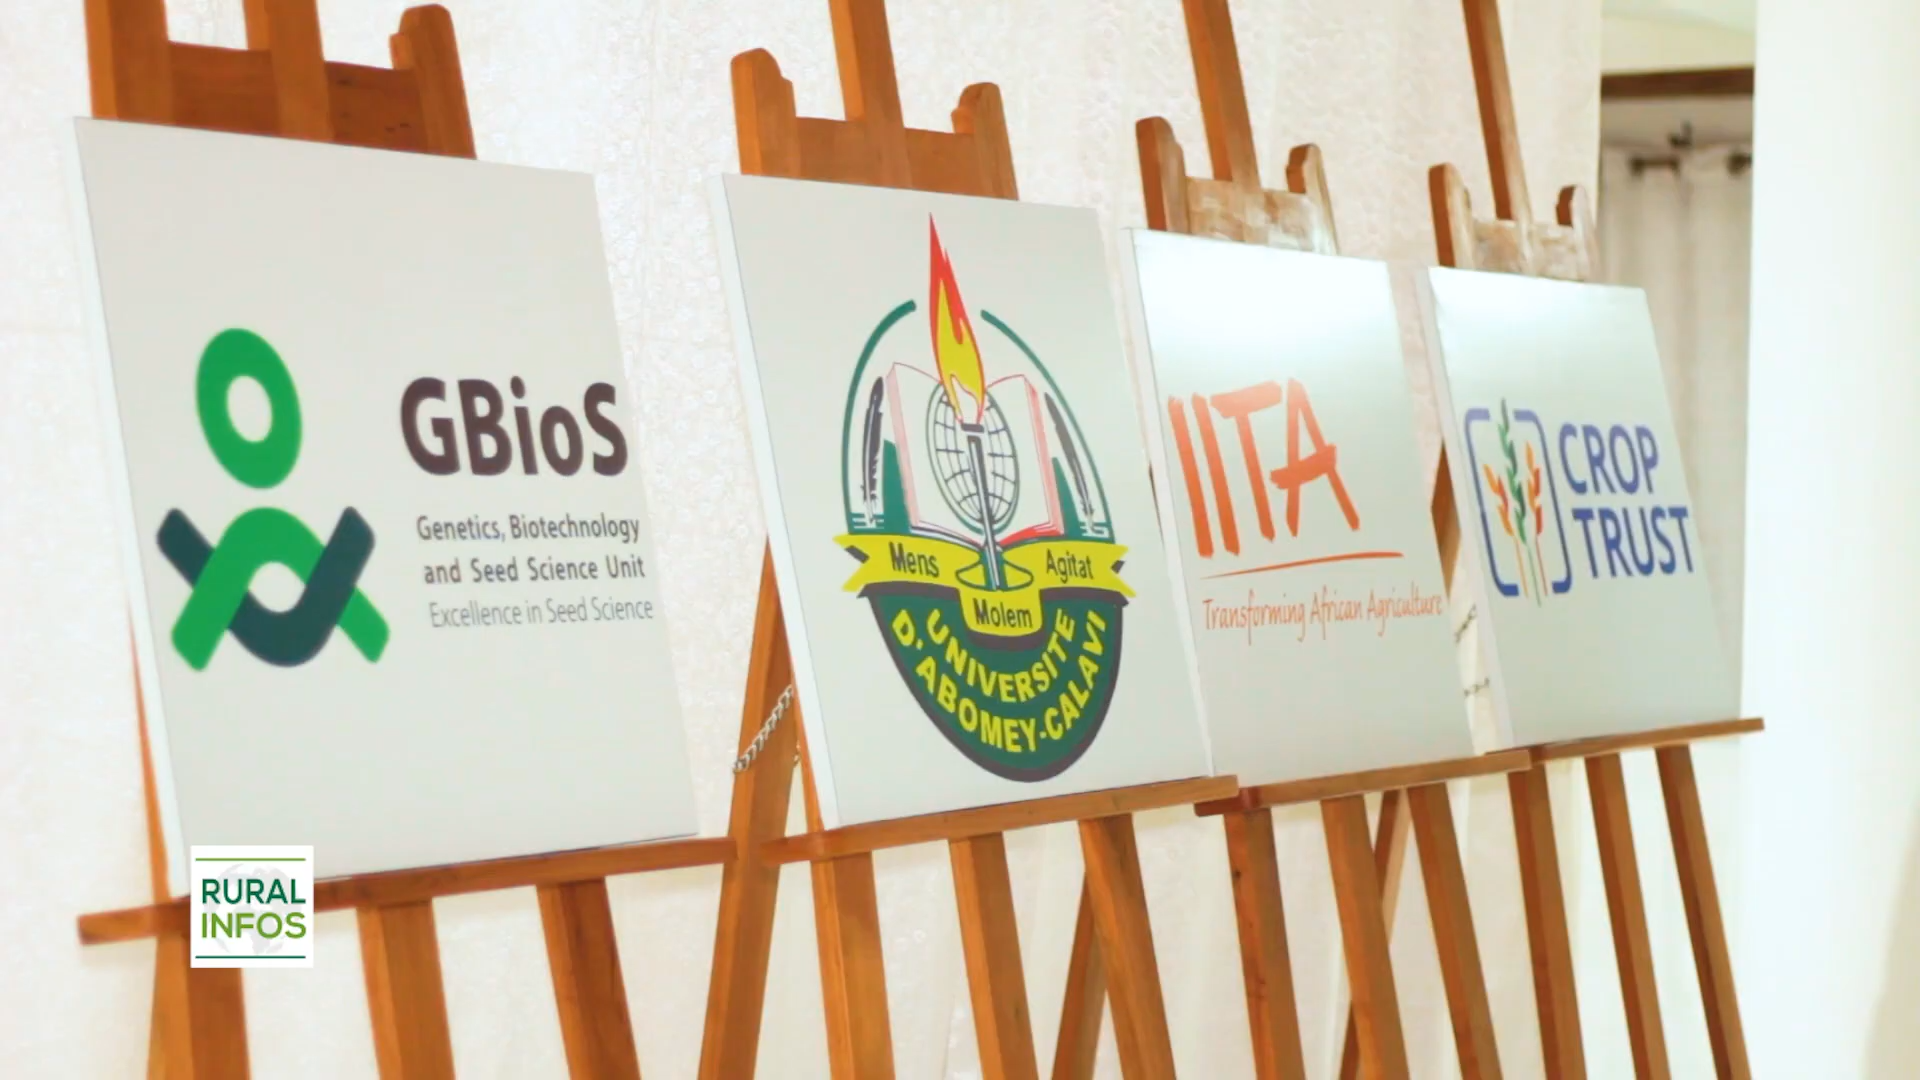 GBioS
Genetics, Biotechnology
and Seed Science Unit
Excellence in Seed Science
Mens Agitat
Molem
UNIVERSITE
D'ABOMEY-CALAVI
IITA
Transforming African Agriculture
CROP
TRUST
RURAL
INFOS